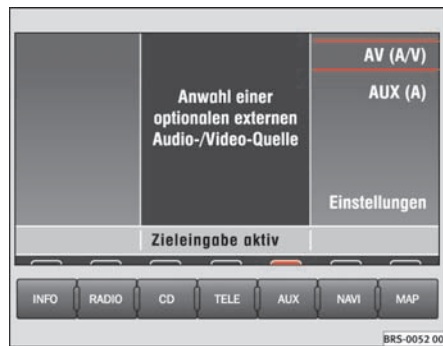 AV (A/V)
AUX (A)
Anwahl einer
optionalen externen
Audio-/Video-Quelle
Einstellungen
Zieleingabe aktiv
INFO RADIO CD TELE AUX NAVI MAP
BRS-0052 00